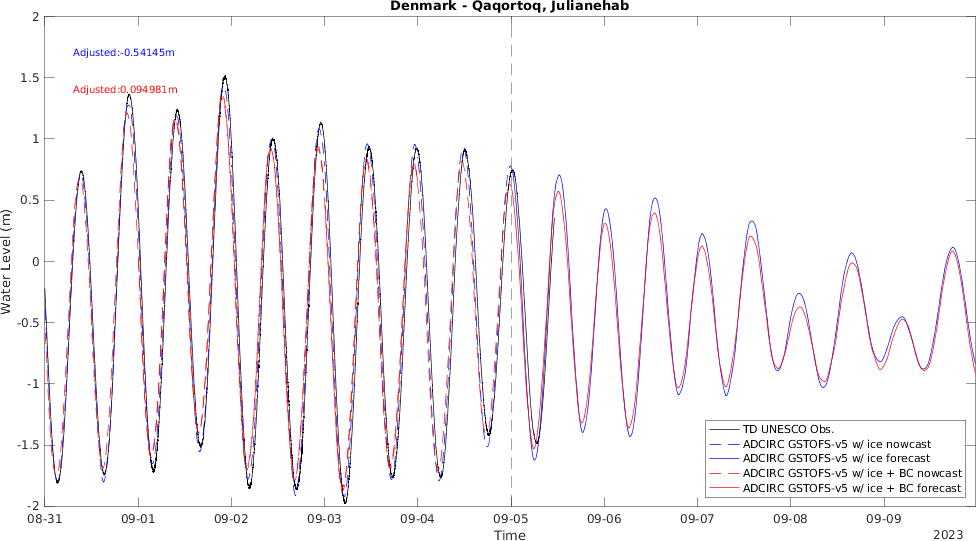 Denmark - Qaqortoq, Julianehab
Adjusted:-0.54145m
Adjusted:0.094981m
Water Level (m)
2
1.5
1
0.5
0
-0.5
-1
-1.5
-2
TD UNESCO Obs.
ADCIRC GSTOFS-v5 w/ ice nowcast
ADCIRC GSTOFS-v5 w/ ice forecast
ADCIRC GSTOFS-v5 w/ ice + BC nowcast
ADCIRC GSTOFS-v5 w/ ice + BC forecast
08-31 09-01 09-02 09-03 09-04 09-05 09-06 09-07 09-08 09-09
Time
2023